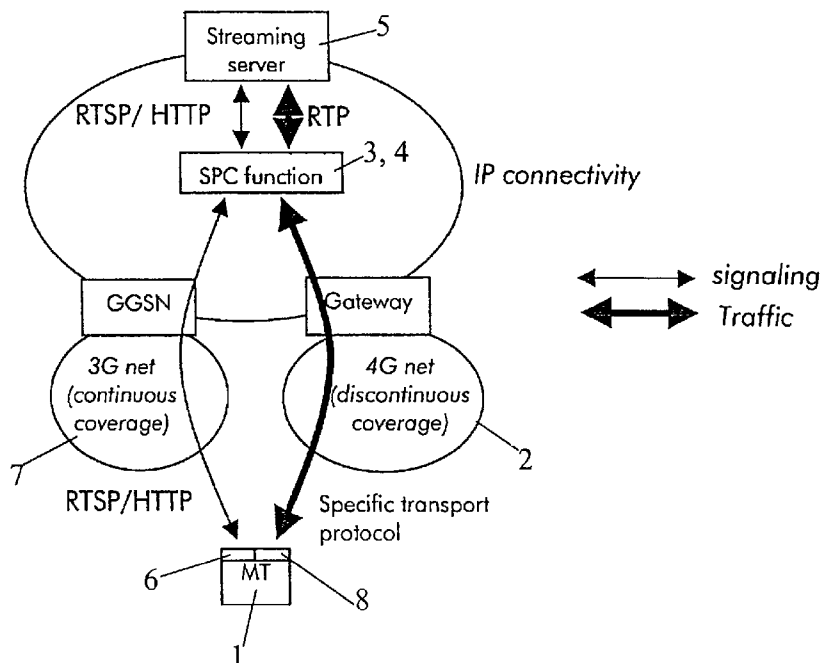 5
Streaming
server
RTSP/ HTTP
RTP
3, 4
SPC function
IP connectivity
GGSN
Gateway
signaling
Traffic
3G net
(continuous
coverage)
4G net
(discontinuous
coverage)
7
2
RTSP/HTTP
Specific transport
protocol
6
MT
8
1